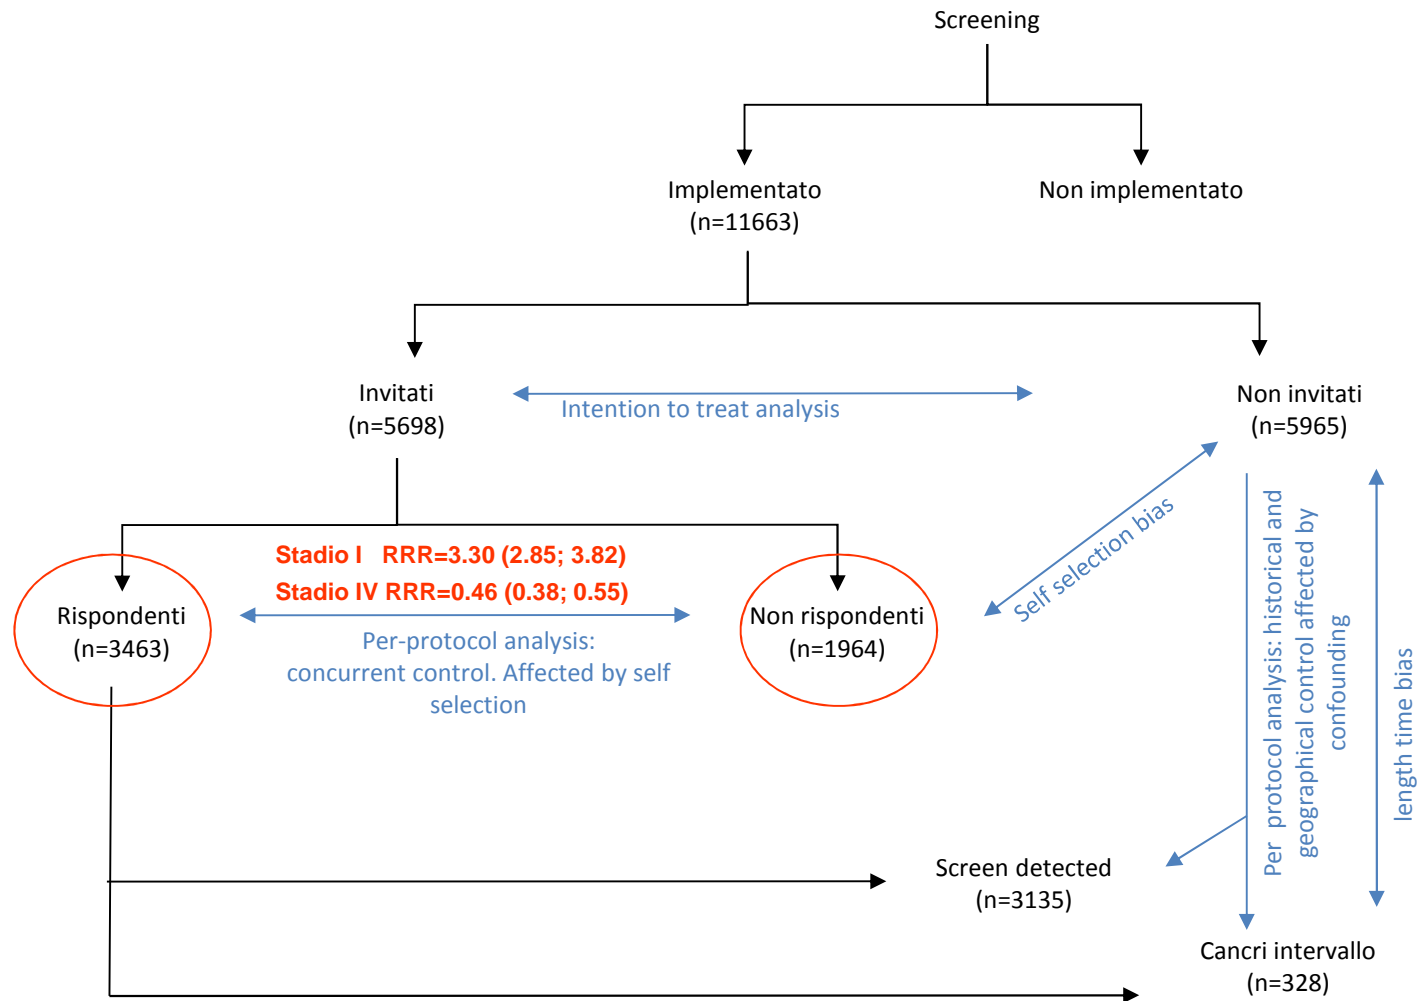 Screening
Implementato
(n=11663)
Non implementato
Invitati
(n=5698)
Intention to treat analysis
Non invitati
(n=5965)
Self selection bias
Stadio I RRR=3.30 (2.85; 3.82)
Stadio IV RRR=0.46 (0.38; 0.55)
Rispondenti
(n=3463)
Per-protocol analysis:
concurrent control. Affected by self
selection
Non rispondenti
(n=1964)
Per protocol analysis: historical and
geographical control affected by
confounding
length time bias
Screen detected
(n=3135)
Cancri intervallo
(n=328)